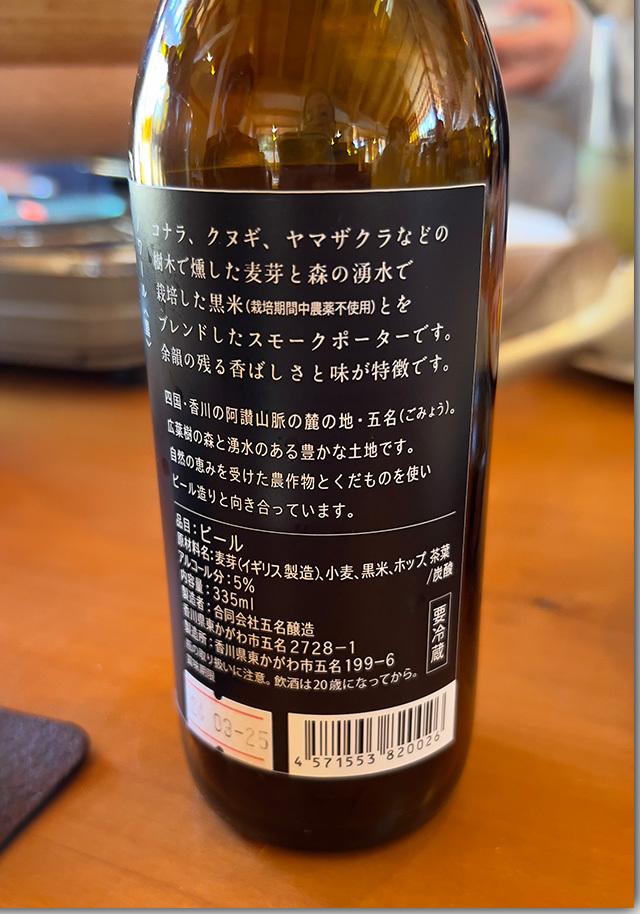 コナラ、クヌギ、ヤマザクラなどの
樹木で燻した麦芽と森の湧水で
栽培した黒米(栽培期間中農薬不使用)とを
ブレンドしたスモークポーターです。
余韻の残る香ばしさと味が特徴です。
四国・香川の阿讃山脈の麓の地・五名(ごみょう)。
広葉樹の森と湧水のある豊かな土地です。
自然の恵みを受けた農作物とくだものを使い
ビール造りと向き合っています。
品目:ビール
原材料名:麦芽(イギリス製造)、小麦、黒米、ホップ、茶葉
/炭酸
アルコール分:5%
内容量:335ml
製造者:合同会社五名醸造
香川県東かがわ市五名2728-1
製造所:香川県東かがわ市五名199-6
取り扱いに注意。飲酒は20歳になってから。
賞味期限
要冷蔵
03-25
4 571553 820026